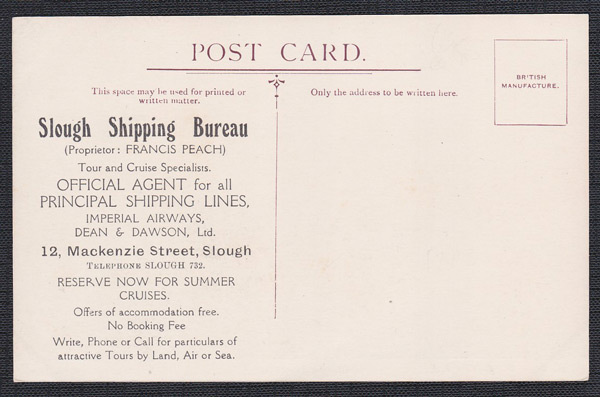 POST CARD.
This space may be used for printed or
written matter.
Only the address to be written here.
BRITISH
MANUFACTURE.
Slough Shipping Bureau
(Proprietor: FRANCIS PEACH)
Tour and Cruise Specialists.
OFFICIAL AGENT for all
PRINCIPAL SHIPPING LINES,
IMPERIAL AIRWAYS,
DEAN & DAWSON, Ltd.
12, Mackenzie Street, Slough
TELEPHONE SLOUGH 732.
RESERVE NOW FOR SUMMER
CRUISES.
Offers of accommodation free.
No Booking Fee
Write, Phone or Call for particulars of
attractive Tours by Land, Air or Sea.